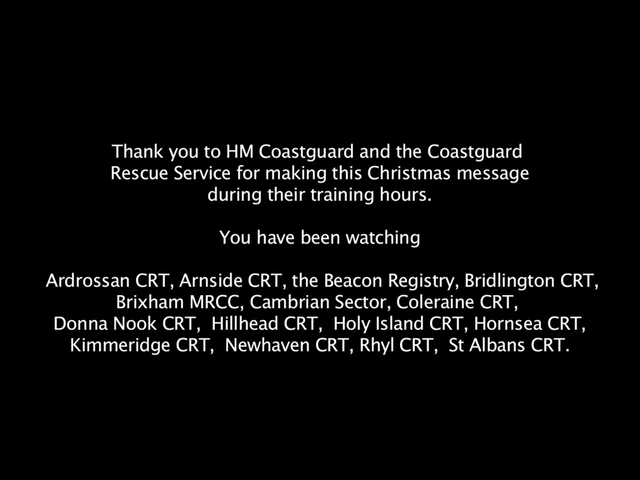 Thank you to HM Coastguard and the Coastguard
Rescue Service for making this Christmas message
during their training hours.
You have been watching
Ardrossan CRT, Arnside CRT, the Beacon Registry, Bridlington CRT,
Brixham MRCC, Cambrian Sector, Coleraine CRT,
Donna Nook CRT,  Hillhead CRT,  Holy Island CRT, Hornsea CRT,
Kimmeridge CRT,  Newhaven CRT, Rhyl CRT,  St Albans CRT.